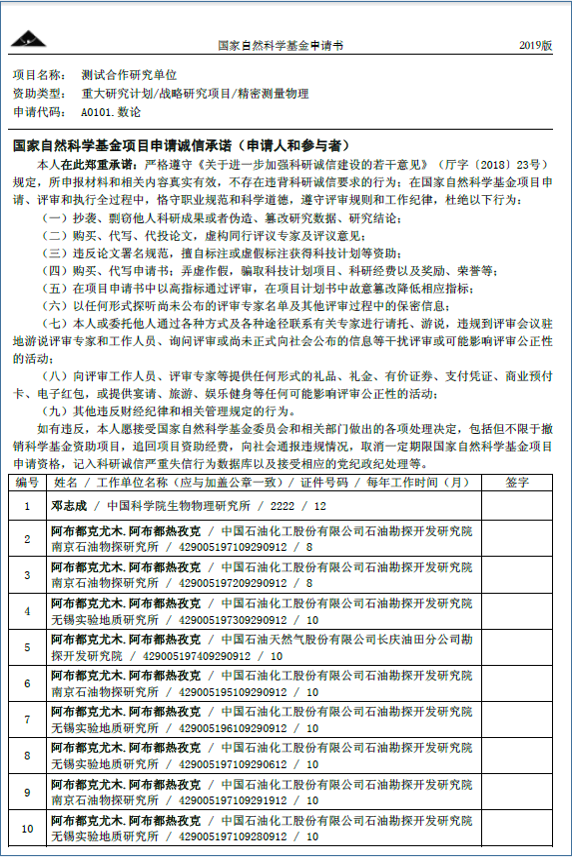 国家自然科学基金申请书 2019版
项目名称： 测试合作研究单位
资助类型： 重大研究计划/战略研究项目/精密测量物理
申请代码： A0101.数论
国家自然科学基金项目申请诚信承诺（申请人和参与者）
本人在此郑重承诺：严格遵守《关于进一步加强科研诚信建设的若干意见》（厅字〔2018〕23号）
规定，所申报材料和相关内容真实有效，不存在违背科研诚信要求的行为；在国家自然科学基金项目申
请、评审和执行全过程中，恪守职业规范和科学道德，遵守评审规则和工作纪律，杜绝以下行为：
（一）抄袭、剽窃他人科研成果或者伪造、篡改研究数据、研究结论；
（二）购买、代写、代投论文，虚构同行评议专家及评议意见；
（三）违反论文署名规范，擅自标注或虚假标注获得科技计划等资助；
（四）购买、代写申请书；弄虚作假，骗取科技计划项目、科研经费以及奖励、荣誉等；
（五）在项目申请书中以高指标通过评审，在项目计划书中故意篡改降低相应指标；
（六）以任何形式探听尚未公布的评审专家名单及其他评审过程中的保密信息；
（七）本人或委托他人通过各种方式及各种途径联系有关专家进行请托、游说，违规到评审会议驻
地游说评审专家和工作人员、询问评审或尚未正式向社会公布的信息等干扰评审或可能影响评审公正性
的活动；
（八）向评审工作人员、评审专家等提供任何形式的礼品、礼金、有价证券、支付凭证、商业预付
卡、电子红包，或提供宴请、旅游、娱乐健身等任何可能影响评审公正性的活动；
（九）其他违反财经纪律和相关管理规定的行为。
如有违反，本人愿接受国家自然科学基金委员会和相关部门做出的各项处理决定，包括但不限于撤
销科学基金资助项目，追回项目资助经费，向社会通报违规情况，取消一定期限国家自然科学基金项目
申请资格，记入科研诚信严重失信行为数据库以及接受相应的党纪政纪处理等。
编号 姓名 / 工作单位名称（应与加盖公章一致）/ 证件号码 / 每年工作时间（月） 签字
1 邓志成 / 中国科学院生物物理研究所 / 2222 / 12
2 阿布都克尤木.阿布都热孜克 / 中国石油化工股份有限公司石油勘探开发研究院
南京石油物探研究所 / 429005197109290912 / 8
3 阿布都克尤木.阿布都热孜克 / 中国石油化工股份有限公司石油勘探开发研究院
南京石油物探研究所 / 429005197209290912 / 8
4 阿布都克尤木.阿布都热孜克 / 中国石油化工股份有限公司石油勘探开发研究院
无锡实验地质研究所 / 429005197309290912 / 10
5 阿布都克尤木.阿布都热孜克 / 中国石油天然气股份有限公司长庆油田分公司勘
探开发研究院 / 429005197409290912 / 10
6 阿布都克尤木.阿布都热孜克 / 中国石油化工股份有限公司石油勘探开发研究院
南京石油物探研究所 / 429005195109290912 / 10
7 阿布都克尤木.阿布都热孜克 / 中国石油化工股份有限公司石油勘探开发研究院
无锡实验地质研究所 / 429005196109290912 / 10
8 阿布都克尤木.阿布都热孜克 / 中国石油化工股份有限公司石油勘探开发研究院
无锡实验地质研究所 / 429005197109290612 / 10
9 阿布都克尤木.阿布都热孜克 / 中国石油化工股份有限公司石油勘探开发研究院
南京石油物探研究所 / 429005197109291912 / 10
10 阿布都克尤木.阿布都热孜克 / 中国石油化工股份有限公司石油勘探开发研究院
无锡实验地质研究所 / 429005197109280912 / 10